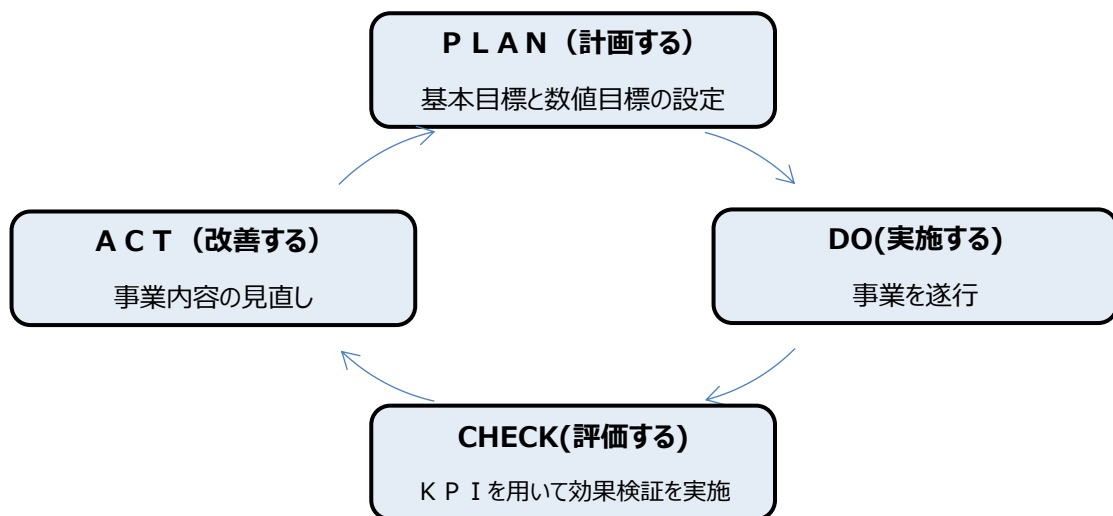 ＰＬＡＮ（計画する）
基本目標と数値目標の設定
ＡＣＴ（改善する）
事業内容の見直し
DO(実施する)
事業を遂行
CHECK(評価する)
ＫＰＩを用いて効果検証を実施